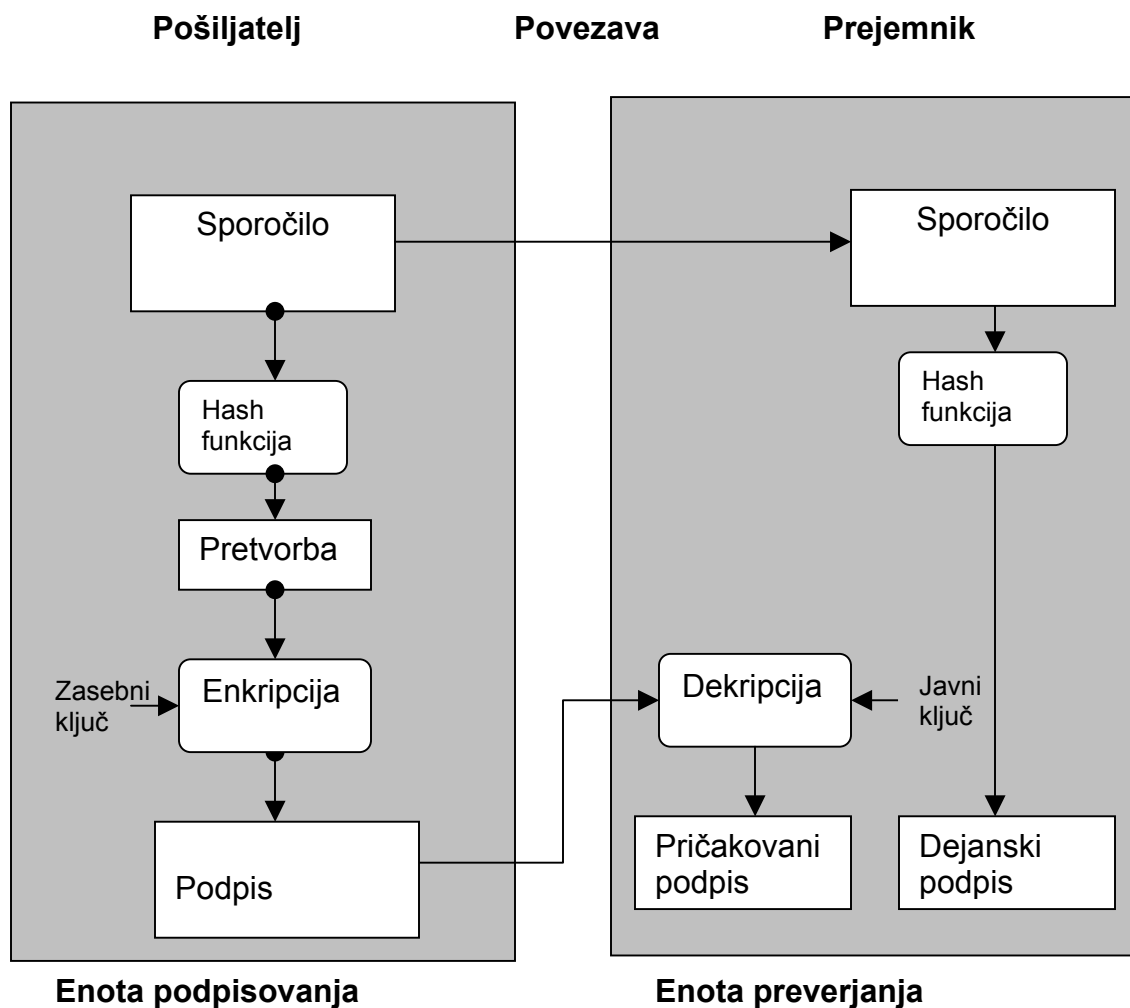 Pošiljatelj Povezava Prejemnik
Sporočilo
Hash
funkcija
Pretvorba
Zasebni
ključ
Enkripcija
Podpis
Enota podpisovanja
Sporočilo
Hash
funkcija
Dekripcija
Javni
ključ
Pričakovani
podpis
Dejanski
podpis
Enota preverjanja